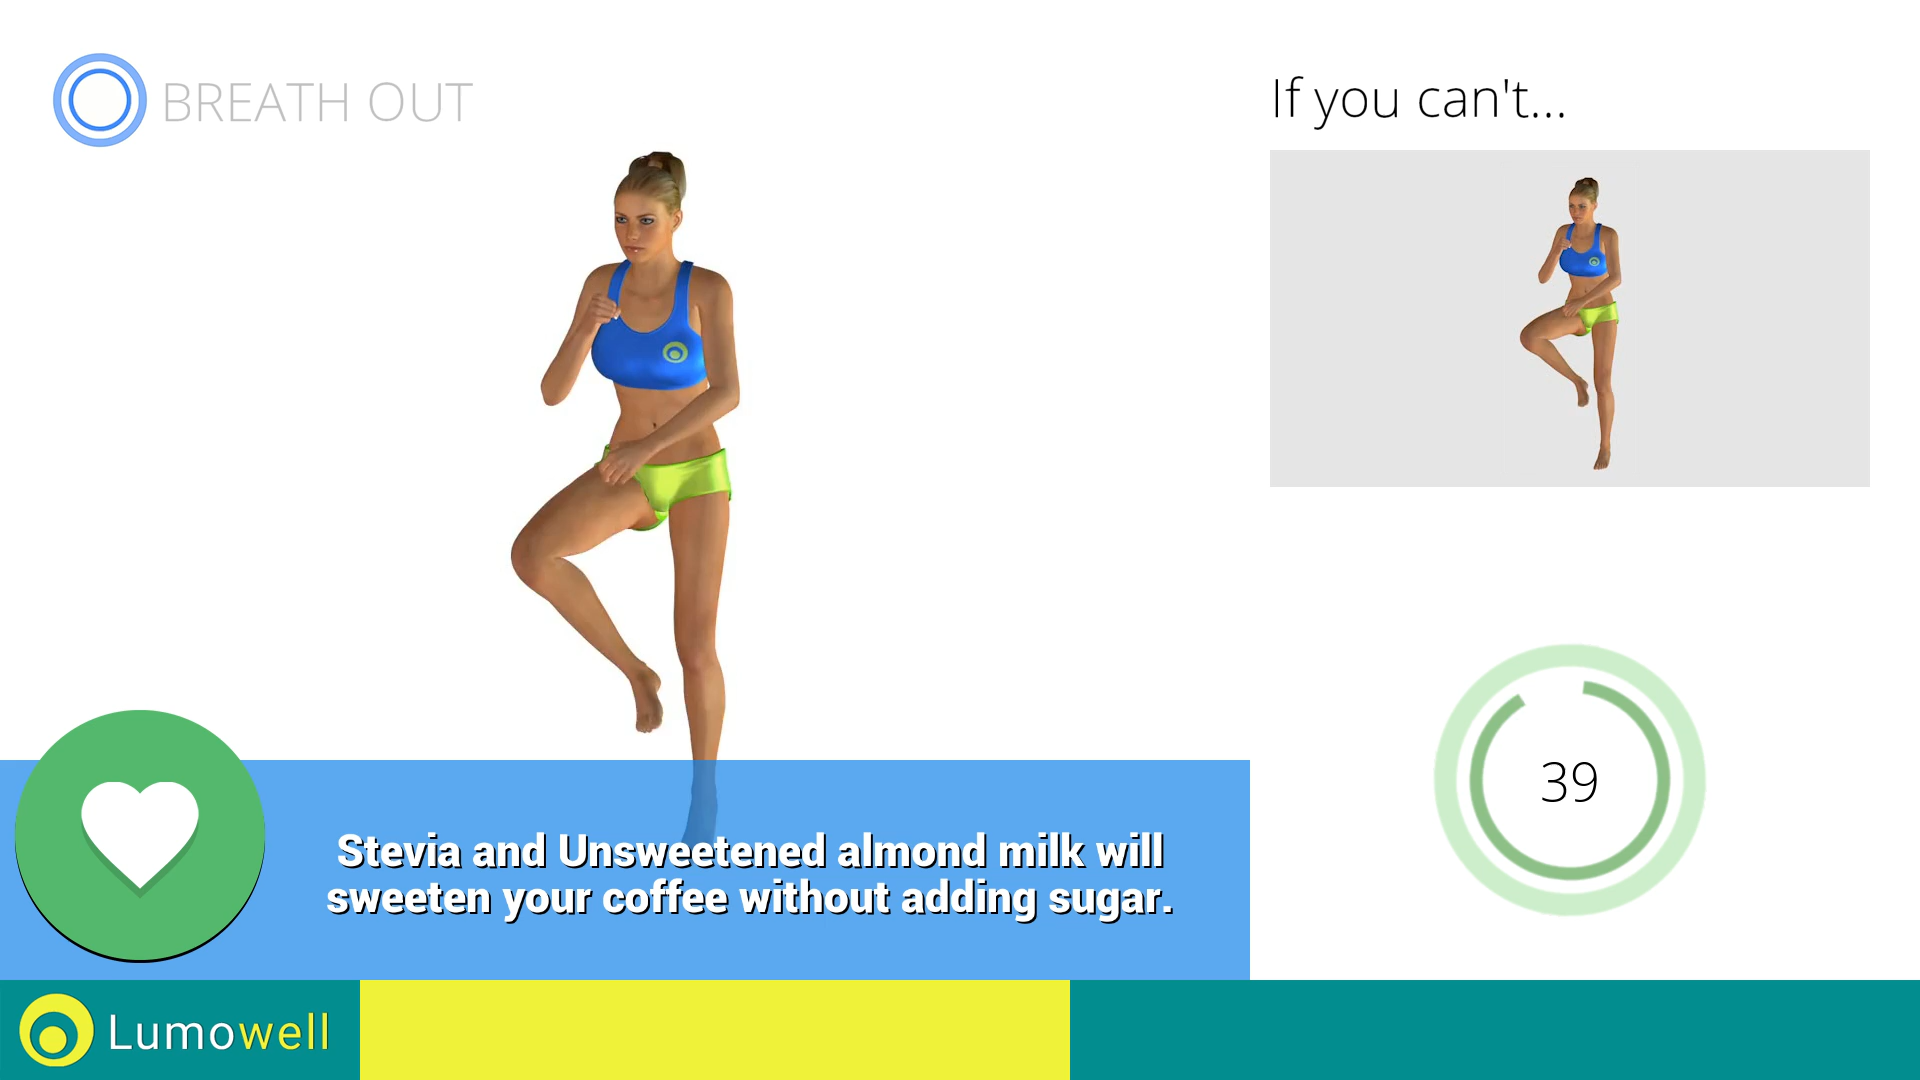 BREATH OUT
If you can't...
39
Stevia and Unsweetened almond milk will
sweeten your coffee without adding sugar.
Lumowell